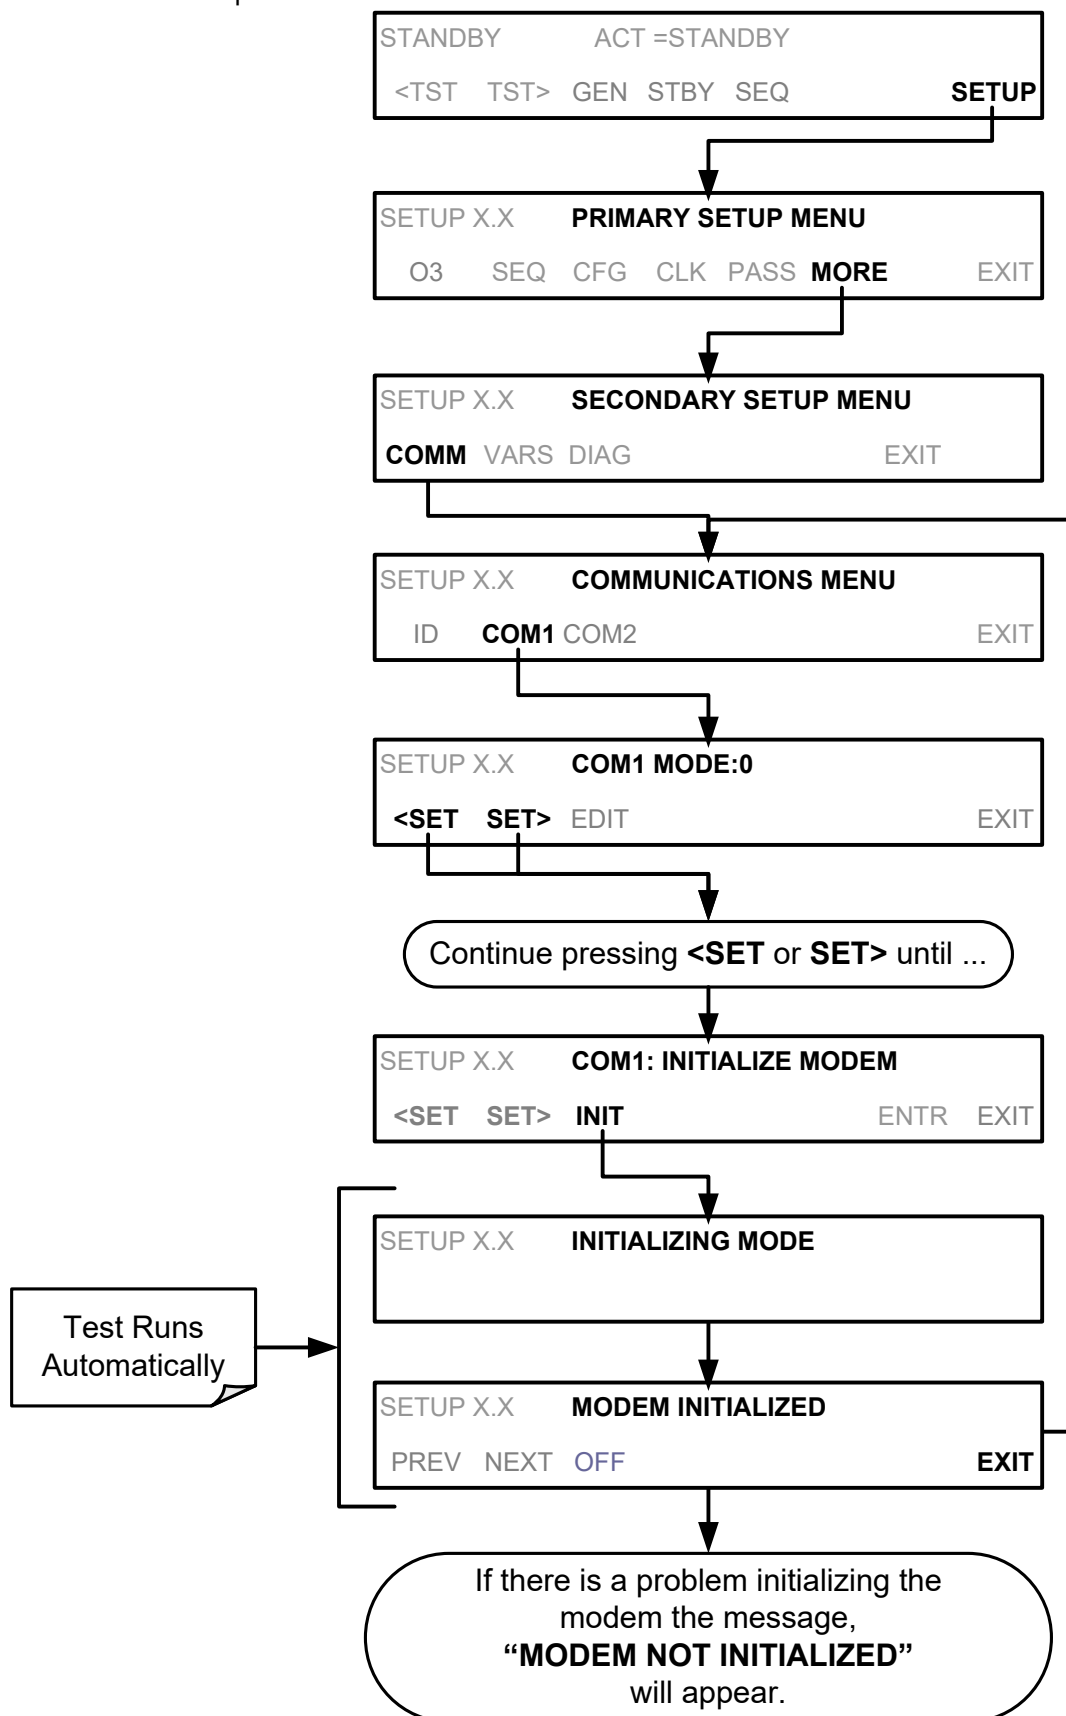 STANDBY ACT =STANDBY
<TST TST> GEN STBY SEQ SETUP
SETUP X.X PRIMARY SETUP MENU
O3 SEQ CFG CLK PASS MORE EXIT
SETUP X.X SECONDARY SETUP MENU
COMM VARS DIAG EXIT
SETUP X.X COMMUNICATIONS MENU
ID COM1 COM2 EXIT
SETUP X.X COM1 MODE:0
<SET SET> EDIT EXIT
Continue pressing <SET or SET> until ...
SETUP X.X COM1: INITIALIZE MODEM
<SET SET> INIT ENTR EXIT
SETUP X.X INITIALIZING MODE
Test Runs
Automatically
SETUP X.X MODEM INITIALIZED
PREV NEXT OFF EXIT
If there is a problem initializing the
modem the message,
“MODEM NOT INITIALIZED”
will appear.